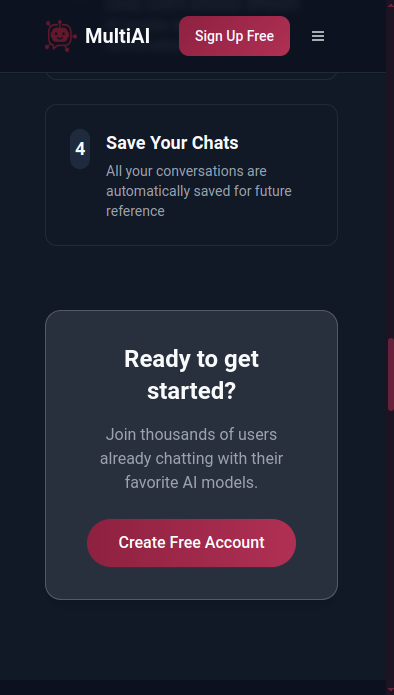 MultiAI
Sign Up Free
4
Save Your Chats
All your conversations are
automatically saved for future
reference
Ready to get
started?
Join thousands of users
already chatting with their
favorite AI models.
Create Free Account